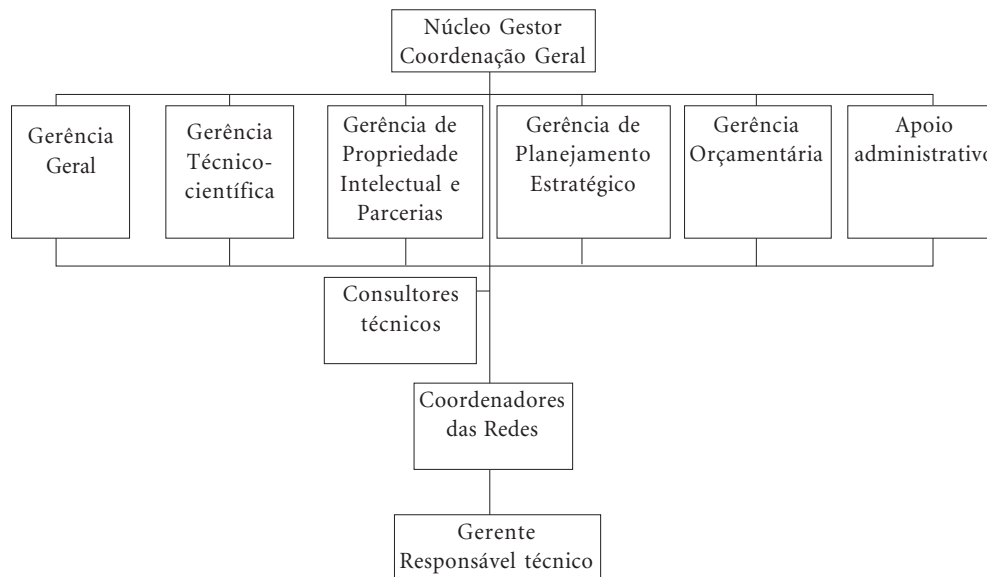 Núcleo Gestor
Coordenação Geral
Gerência
Geral
Gerência
Técnico-
científica
Gerência de
Propriedade
Intelectual e
Parcerias
Gerência de
Planejamento
Estratégico
Gerência
Orçamentária
Apoio
administrativo
Consultores
técnicos
Coordenadores
das Redes
Gerente
Responsável técnico